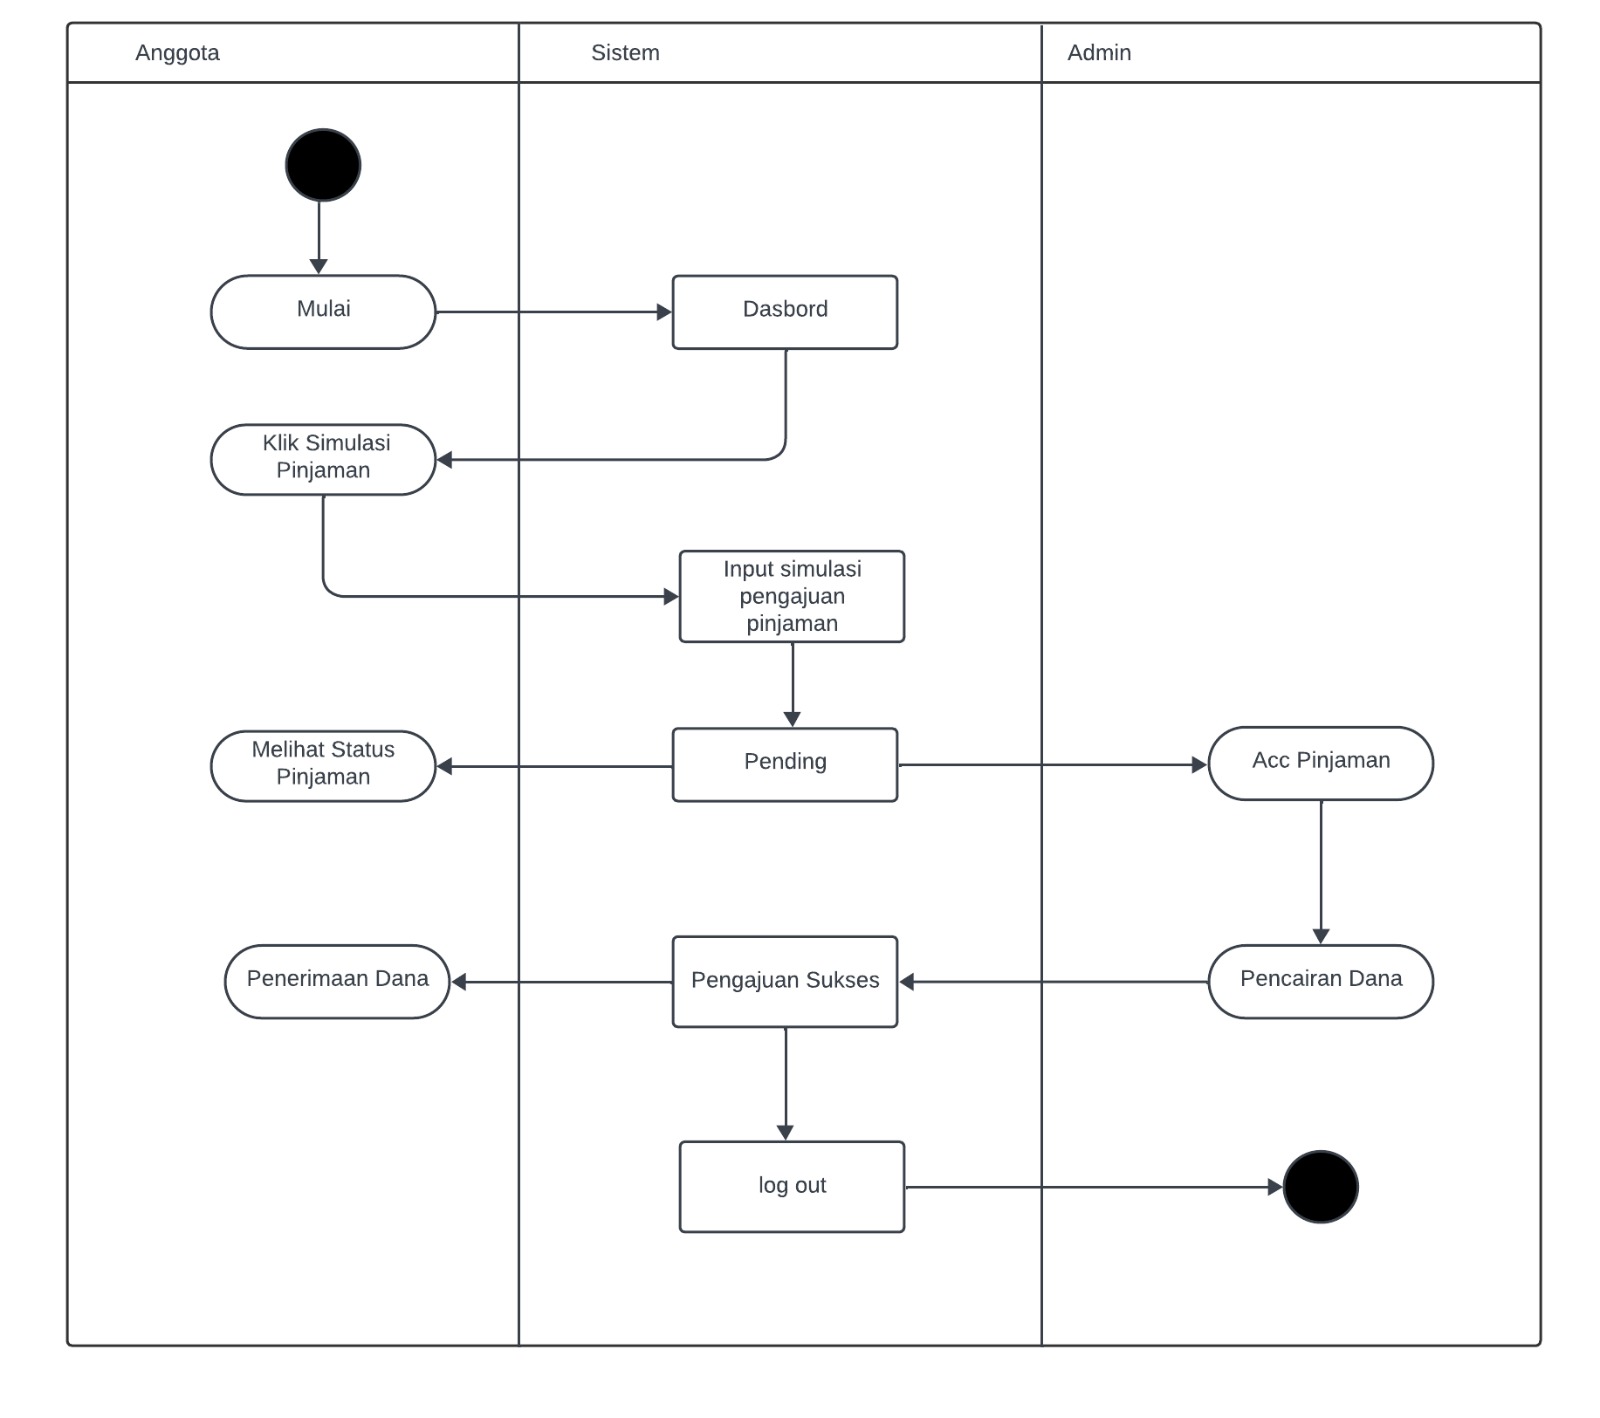 Anggota
Sistem
Admin
Mulai
Dasbord
Klik Simulasi
Pinjaman
Input simulasi
pengajuan
pinjaman
Melihat Status
Pinjaman
Pending
Acc Pinjaman
Penerimaan Dana
Pengajuan Sukses
Pencairan Dana
log out